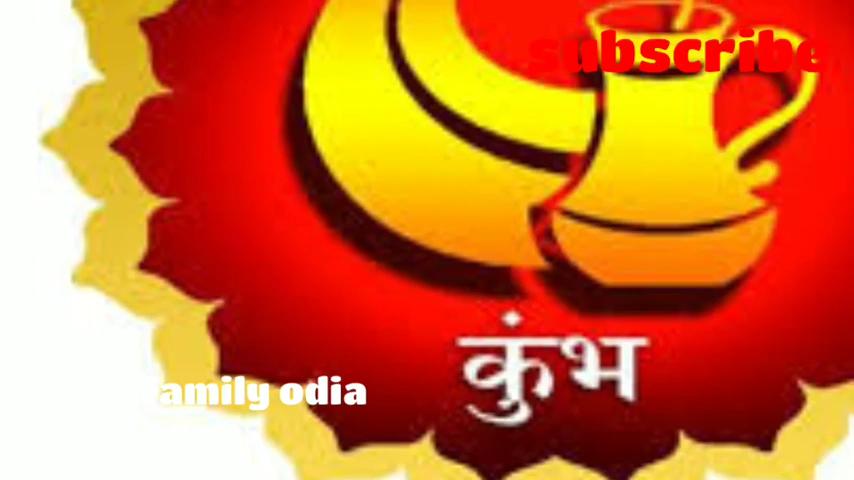 subscribe
कुंभ
amily odia